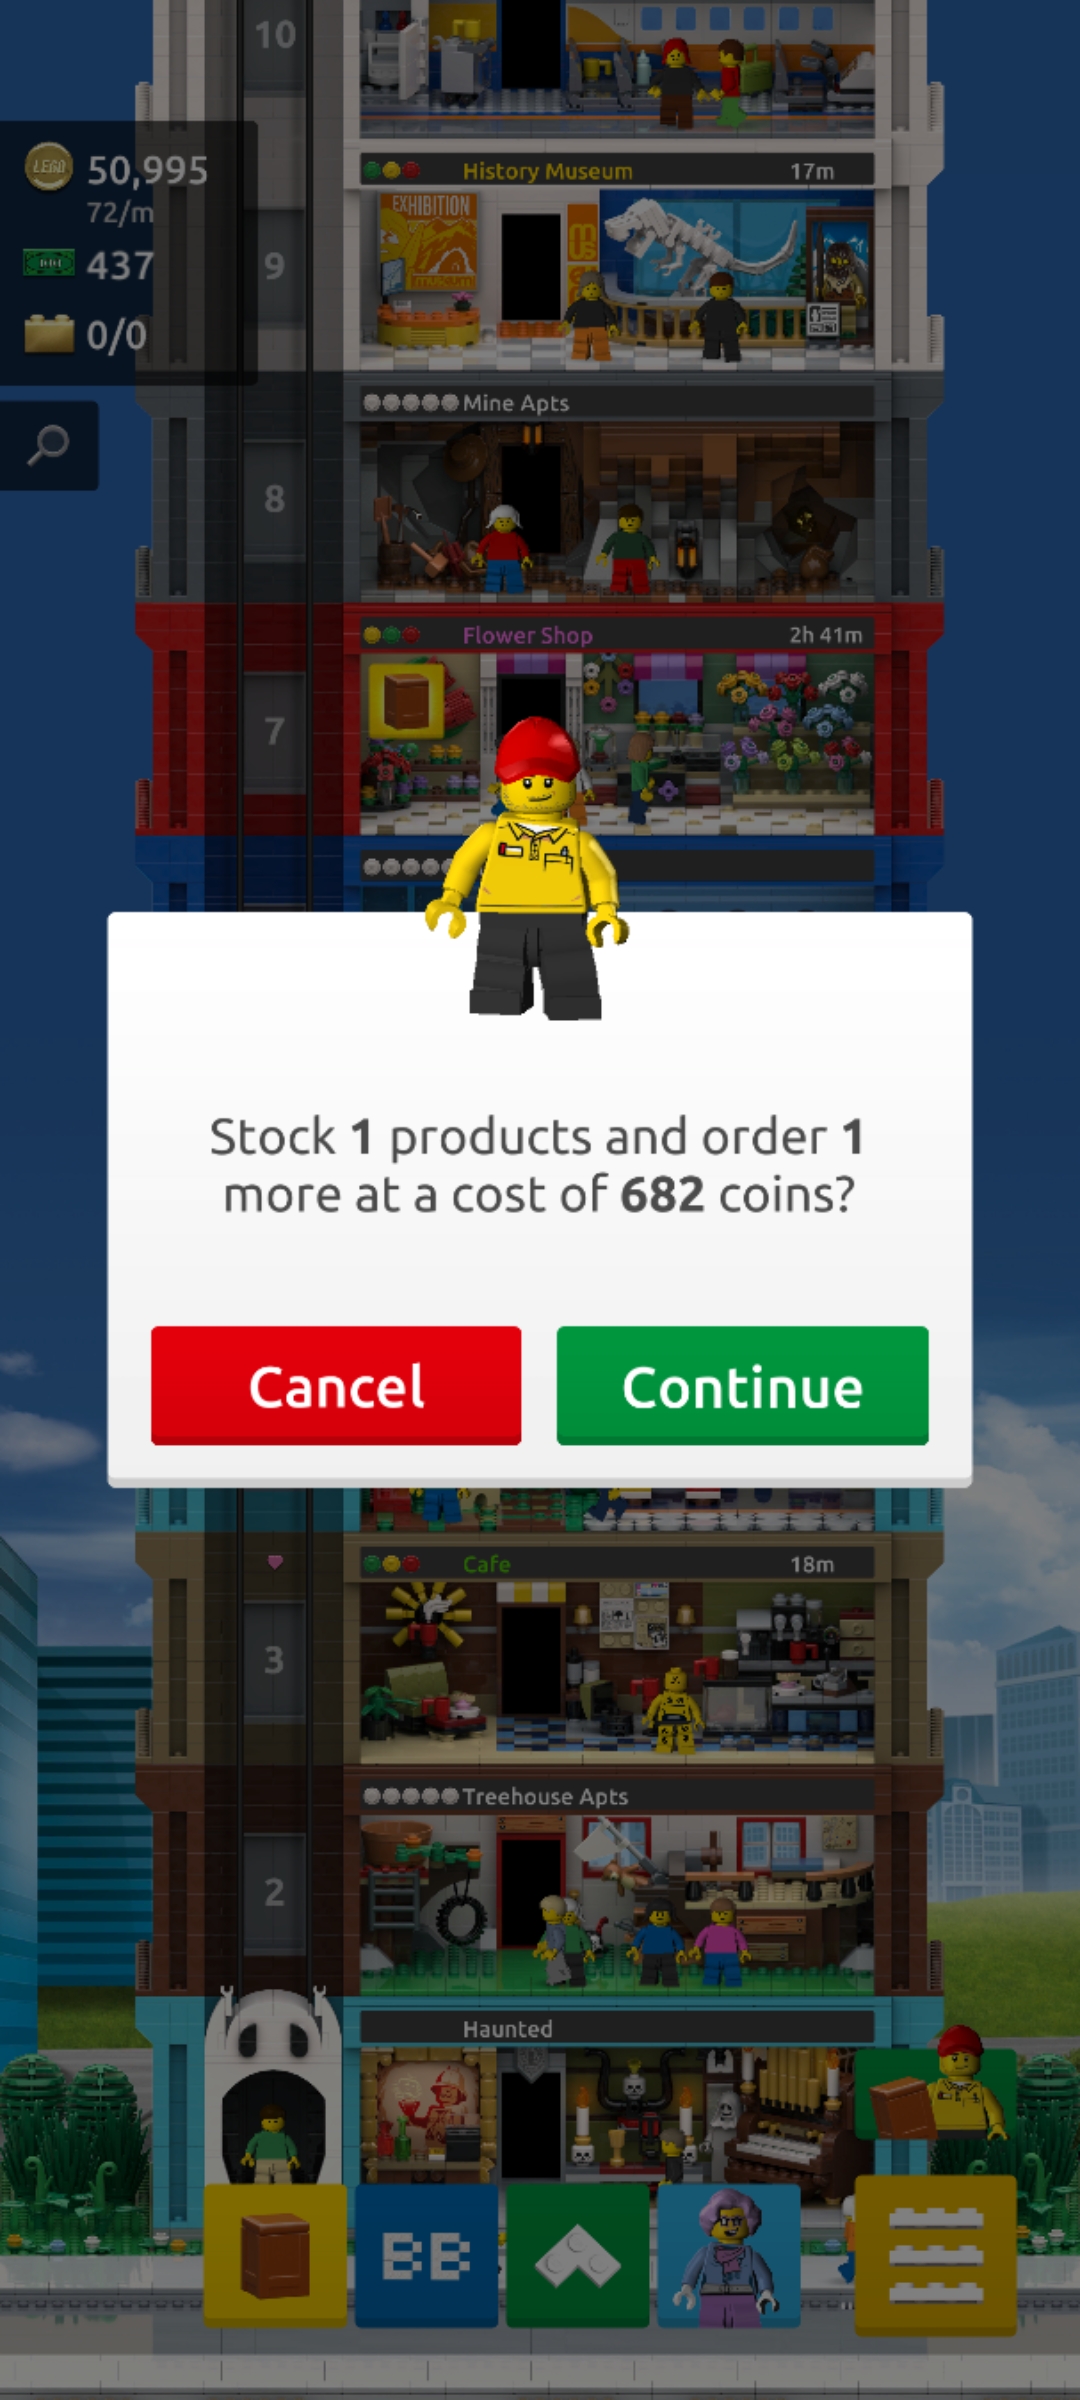 10
LEGO
50,995
72/m
437
0/0
History Museum 17m
EXHIBITION
museum
9
Mine Apts
8
Flower Shop 2h 41m
7
Stock 1 products and order 1
more at a cost of 682 coins?
Cancel
Continue
Cafe 18m
3
Treehouse Apts
2
Haunted
BB